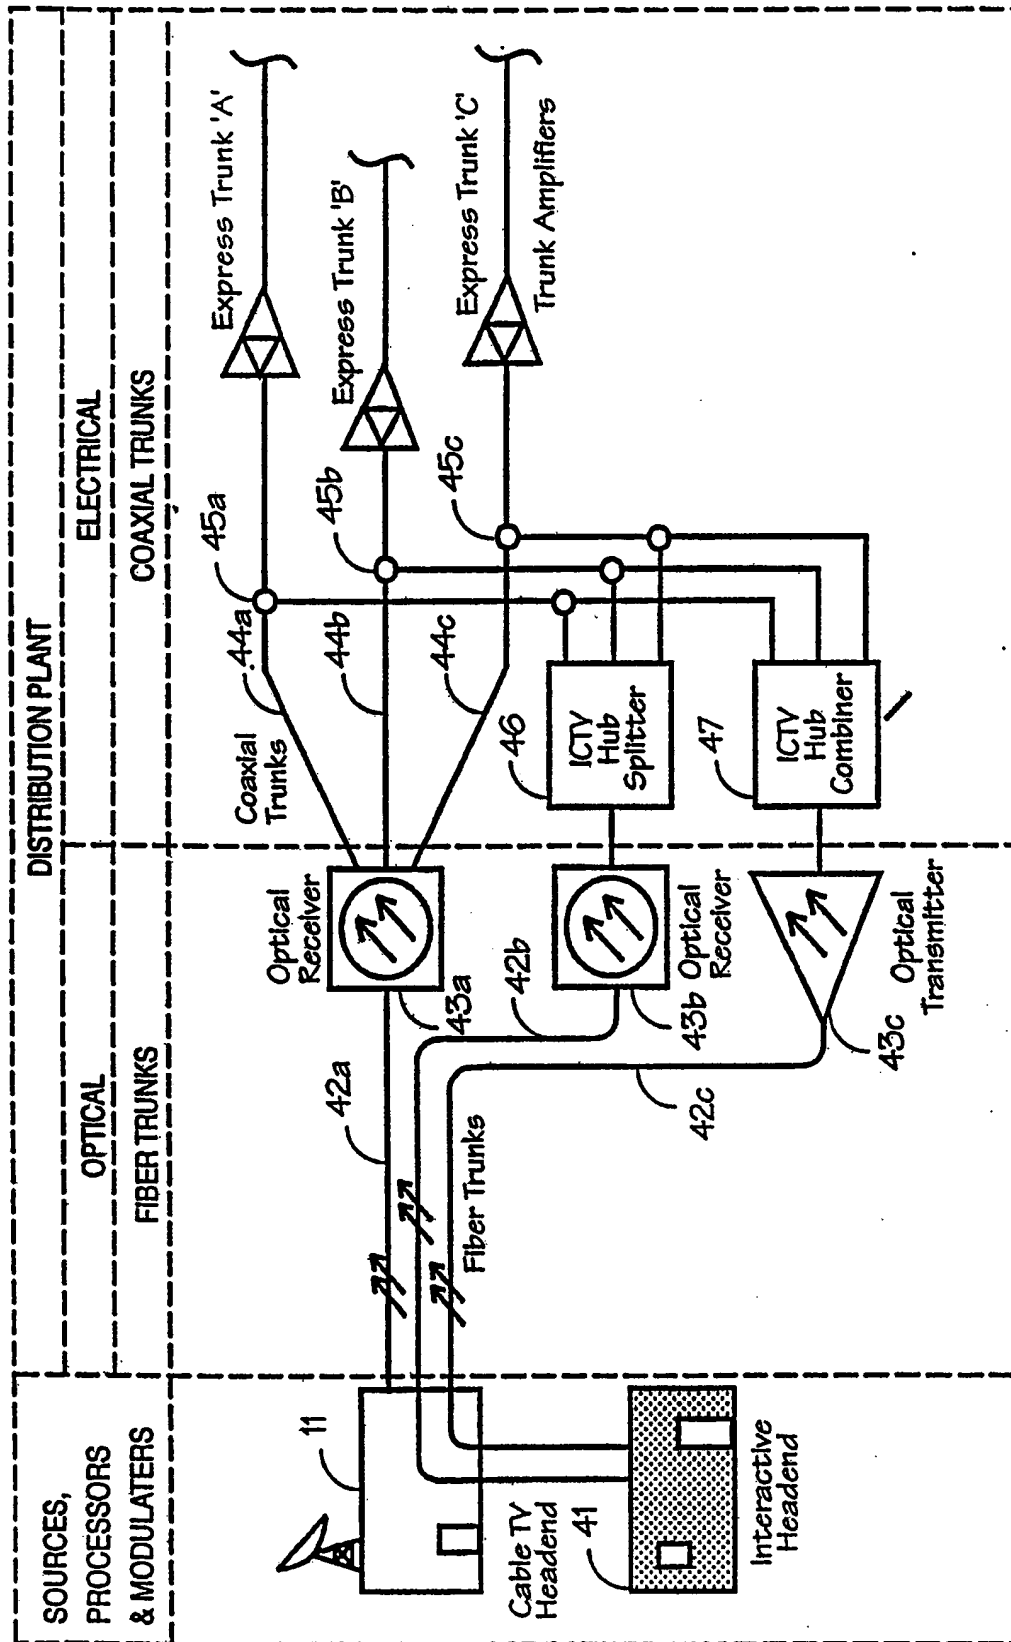 DISTRIBUTION PLANT
SOURCES,
PROCESSORS
& MODULATERS
OPTICAL
FIBER TRUNKS
ELECTRICAL
COAXIAL TRUNKS
11
Cable TV
Headend
41
Interactive
Headend
42a
Fiber Trunks
42b
42c
Optical
Receiver
43a
Optical
Receiver
43b
Optical
Transmitter
43c
Coaxial
Trunks
44a
44b
44c
45a
45b
45c
46
ICTV
Hub
Splitter
47
ICTV
Hub
Combiner
Express Trunk 'A'
Express Trunk 'B'
Express Trunk 'C'
Trunk Amplifiers